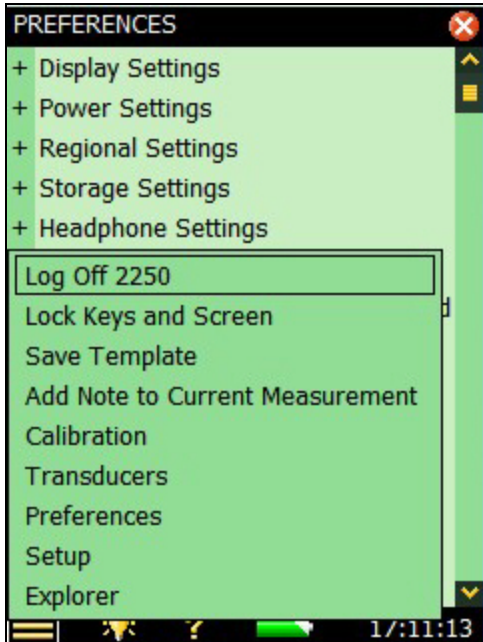 PREFERENCES
+ Display Settings
+ Power Settings
+ Regional Settings
+ Storage Settings
+ Headphone Settings
Log Off 2250
Lock Keys and Screen
Save Template
Add Note to Current Measurement
Calibration
Transducers
Preferences
Setup
Explorer
? 17:11:13